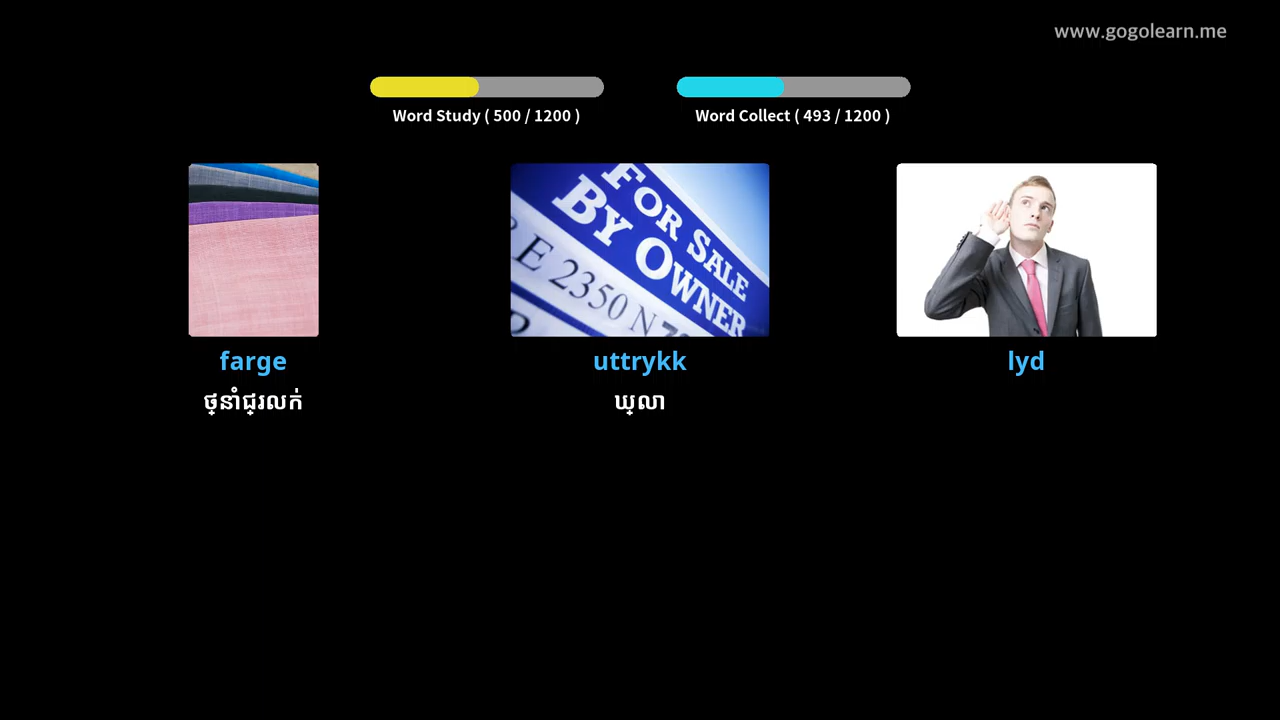 www.gogolearn.me
Word Study ( 500 / 1200 )
Word Collect ( 493 / 1200 )
FOR SALE
BY OWNER
E 2350 N
farge
uttrykk
lyd
ថ្នាំជ្រលក់
ឃ្លា